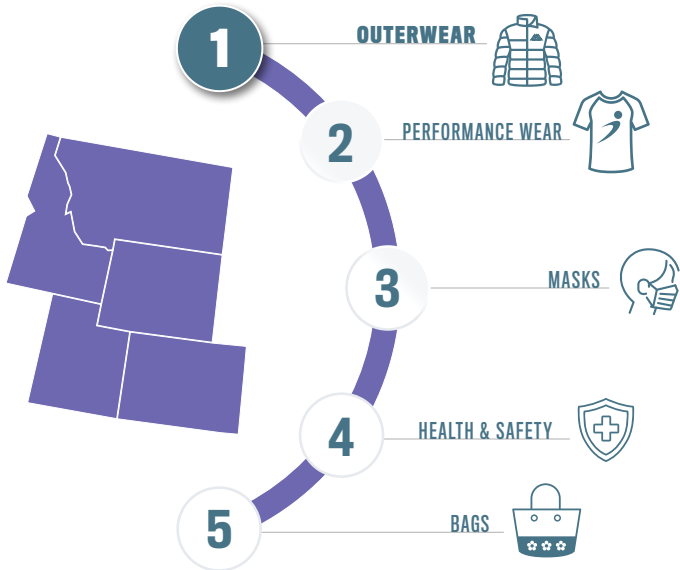 1
OUTERWEAR
2
PERFORMANCE WEAR
3
MASKS
4
HEALTH & SAFETY
5
BAGS